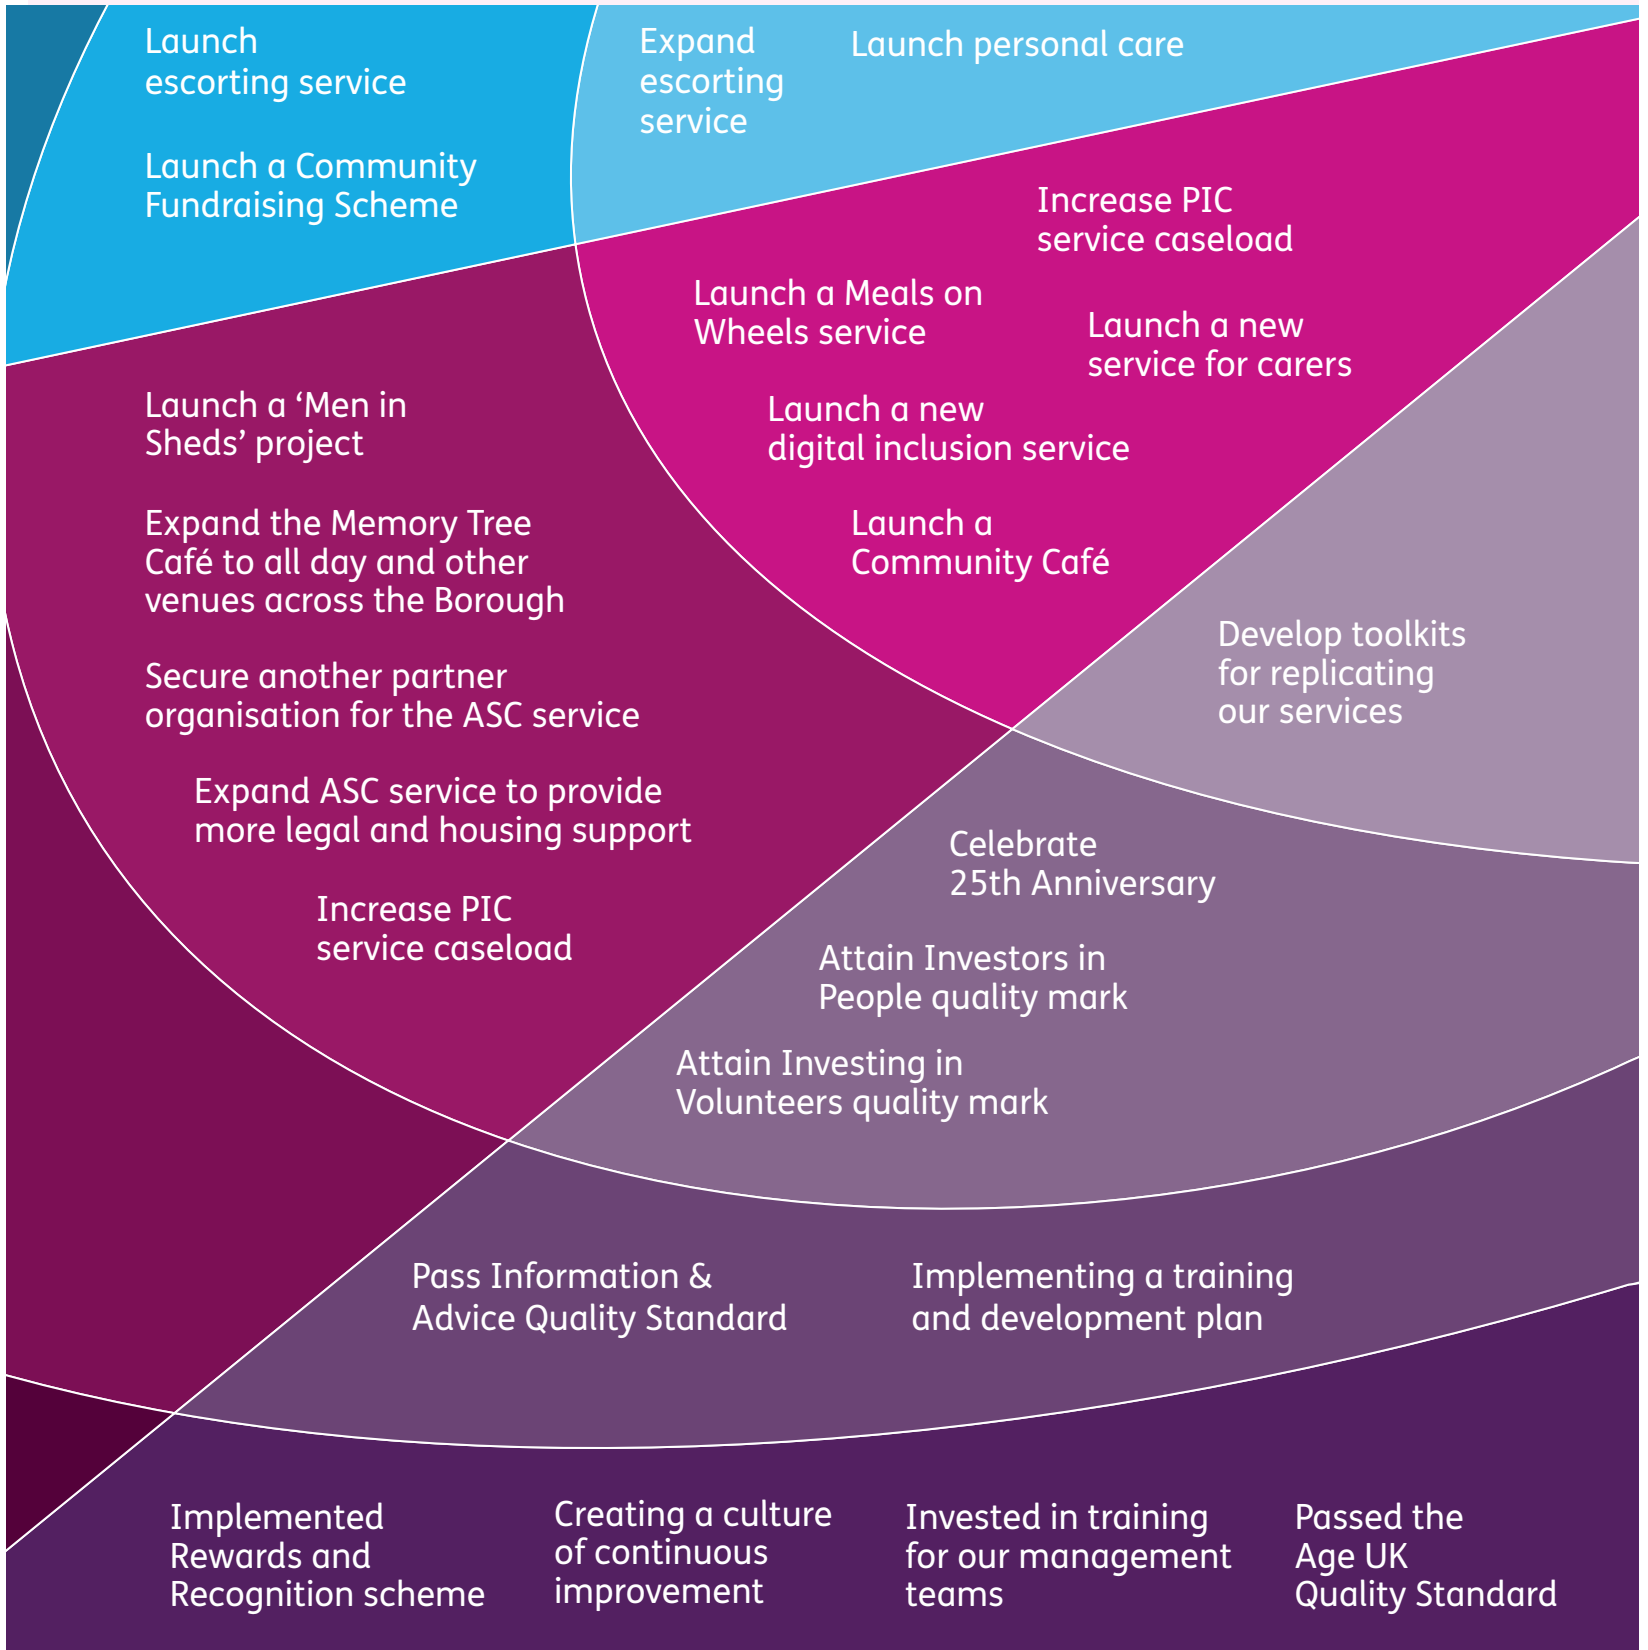 Launch
escorting service
Launch a Community
Fundraising Scheme
Expand
escorting
service
Launch personal care
Increase PIC
service caseload
Launch a Meals on
Wheels service
Launch a new
service for carers
Launch a new
digital inclusion service
Launch a
Community Café
Launch a ‘Men in
Sheds’ project
Expand the Memory Tree
Café to all day and other
venues across the Borough
Secure another partner
organisation for the ASC service
Expand ASC service to provide
more legal and housing support
Increase PIC
service caseload
Develop toolkits
for replicating
our services
Celebrate
25th Anniversary
Attain Investors in
People quality mark
Attain Investing in
Volunteers quality mark
Pass Information &
Advice Quality Standard
Implementing a training
and development plan
Implemented
Rewards and
Recognition scheme
Creating a culture
of continuous
improvement
Invested in training
for our management
teams
Passed the
Age UK
Quality Standard